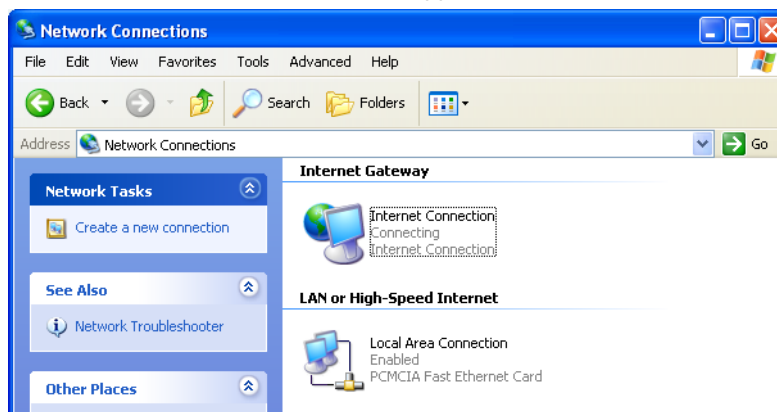 Network Connections
File Edit View Favorites Tools Advanced Help
Back Search Folders
Address Network Connections Go
Network Tasks
Create a new connection
See Also
Network Troubleshooter
Other Places
Internet Gateway
Internet Connection
Connecting
Internet Connection
LAN or High-Speed Internet
Local Area Connection
Enabled
PCMCIA Fast Ethernet Card